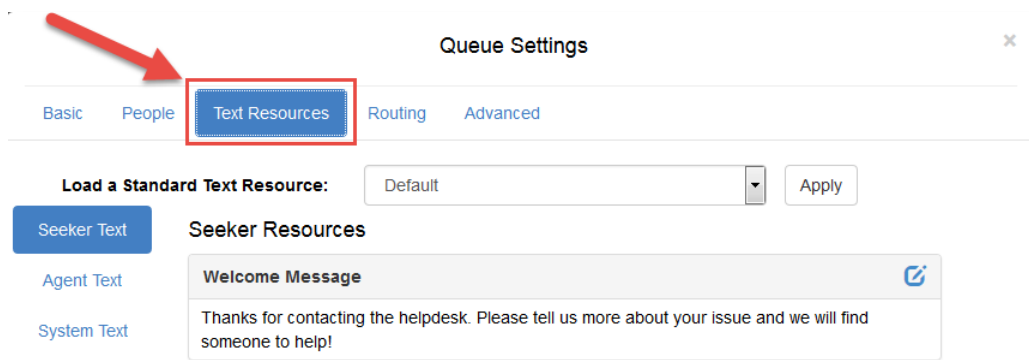 Queue Settings
×
Basic People Text Resources Routing Advanced
Load a Standard Text Resource: Default Apply
Seeker Text
Agent Text
System Text
Seeker Resources
Welcome Message
Thanks for contacting the helpdesk. Please tell us more about your issue and we will find
someone to help!